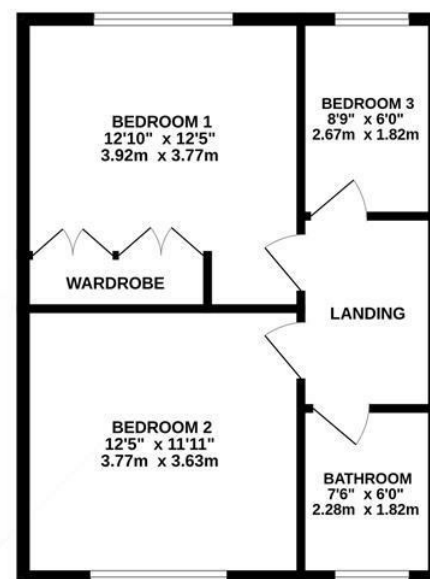 BEDROOM 1
12'10" x 12'5"
3.92m x 3.77m
BEDROOM 3
8'9" x 6'0"
2.67m x 1.82m
WARDROBE
LANDING
BEDROOM 2
12'5" x 11'11"
3.77m x 3.63m
BATHROOM
7'6" x 6'0"
2.28m x 1.82m